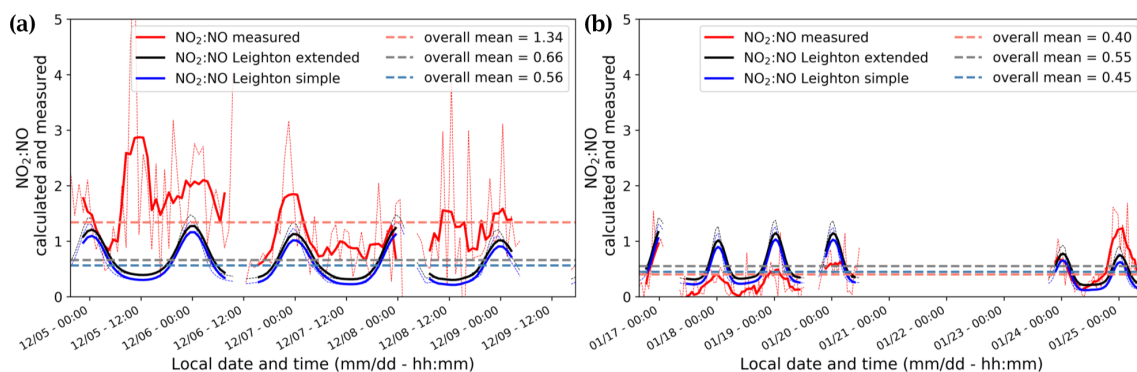 (a)
NO₂:NO
calculated and measured
5
4
3
2
1
0
NO₂:NO measured
NO₂:NO Leighton extended
NO₂:NO Leighton simple
overall mean = 1.34
overall mean = 0.66
overall mean = 0.56
12/05 - 00:00
12/05 - 12:00
12/06 - 00:00
12/06 - 12:00
12/07 - 00:00
12/07 - 12:00
12/08 - 00:00
12/08 - 12:00
12/09 - 00:00
12/09 - 12:00
Local date and time (mm/dd - hh:mm)
(b)
NO₂:NO
calculated and measured
5
4
3
2
1
0
NO₂:NO measured
NO₂:NO Leighton extended
NO₂:NO Leighton simple
overall mean = 0.40
overall mean = 0.55
overall mean = 0.45
01/17 - 00:00
01/18 - 00:00
01/19 - 00:00
01/20 - 00:00
01/21 - 00:00
01/22 - 00:00
01/23 - 00:00
01/24 - 00:00
01/25 - 00:00
Local date and time (mm/dd - hh:mm)